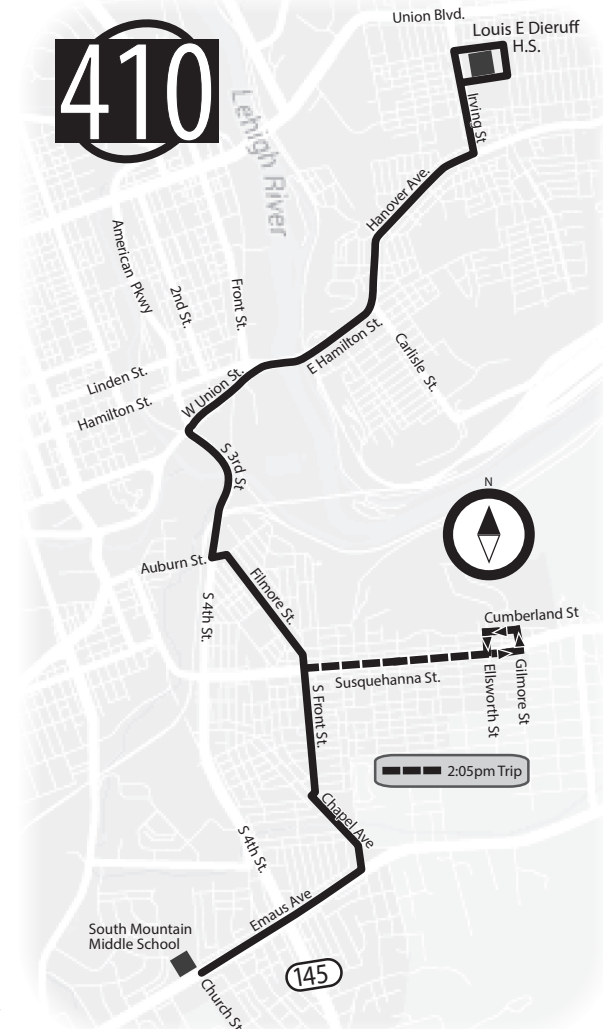 Union Blvd.
Louis E Dieruff
H.S.
410
Irving St
Lehigh River
Hanover Ave.
American Pkwy
2nd St.
Front St.
E Hamilton St.
Carlisle St.
Linden St.
W Union St.
Hamilton St.
S 3rd St
N
Auburn St.
Filmore St.
S 4th St.
Cumberland St
Susquehanna St.
Ellsworth St
Gilmore St
S Front St.
2:05pm Trip
Chapel Ave
S 4th St.
Emaus Ave
South Mountain
Middle School
145
Church St